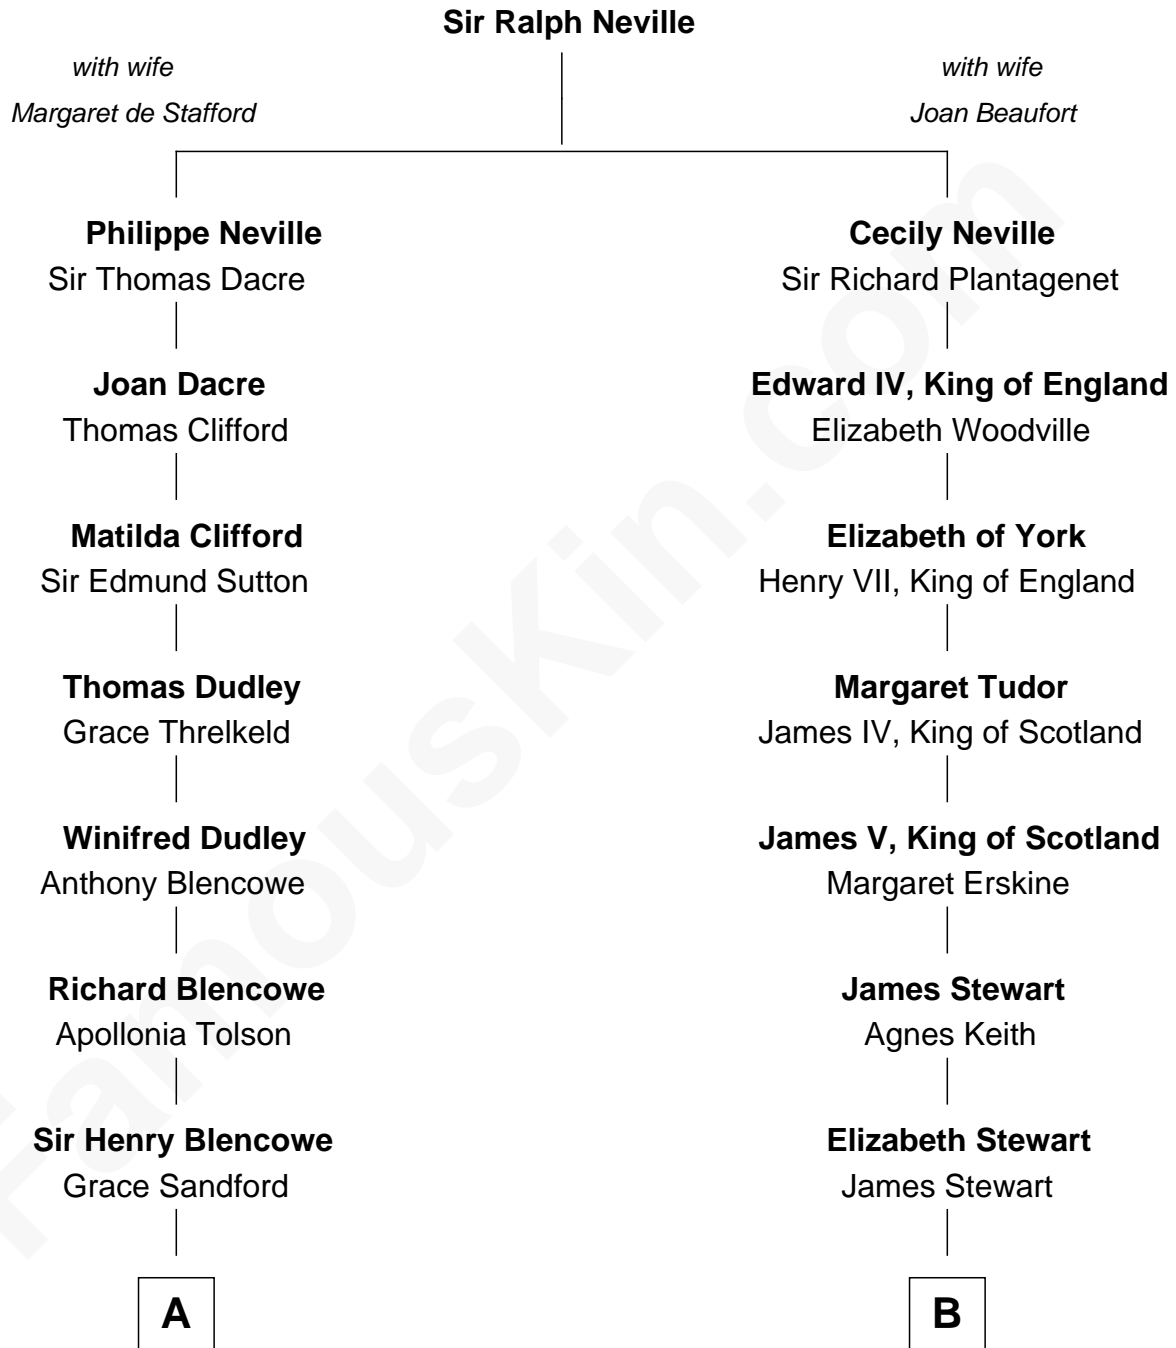 Sir Ralph Neville
with wife
Margaret de Stafford
with wife
Joan Beaufort
Philippe Neville
Sir Thomas Dacre
Cecily Neville
Sir Richard Plantagenet
Joan Dacre
Thomas Clifford
Edward IV, King of England
Elizabeth Woodville
Matilda Clifford
Sir Edmund Sutton
Elizabeth of York
Henry VII, King of England
Thomas Dudley
Grace Threlkeld
Margaret Tudor
James IV, King of Scotland
Winifred Dudley
Anthony Blencowe
James V, King of Scotland
Margaret Erskine
Richard Blencowe
Apollonia Tolson
James Stewart
Agnes Keith
Sir Henry Blencowe
Grace Sandford
Elizabeth Stewart
James Stewart
A
B
FamousKin.com